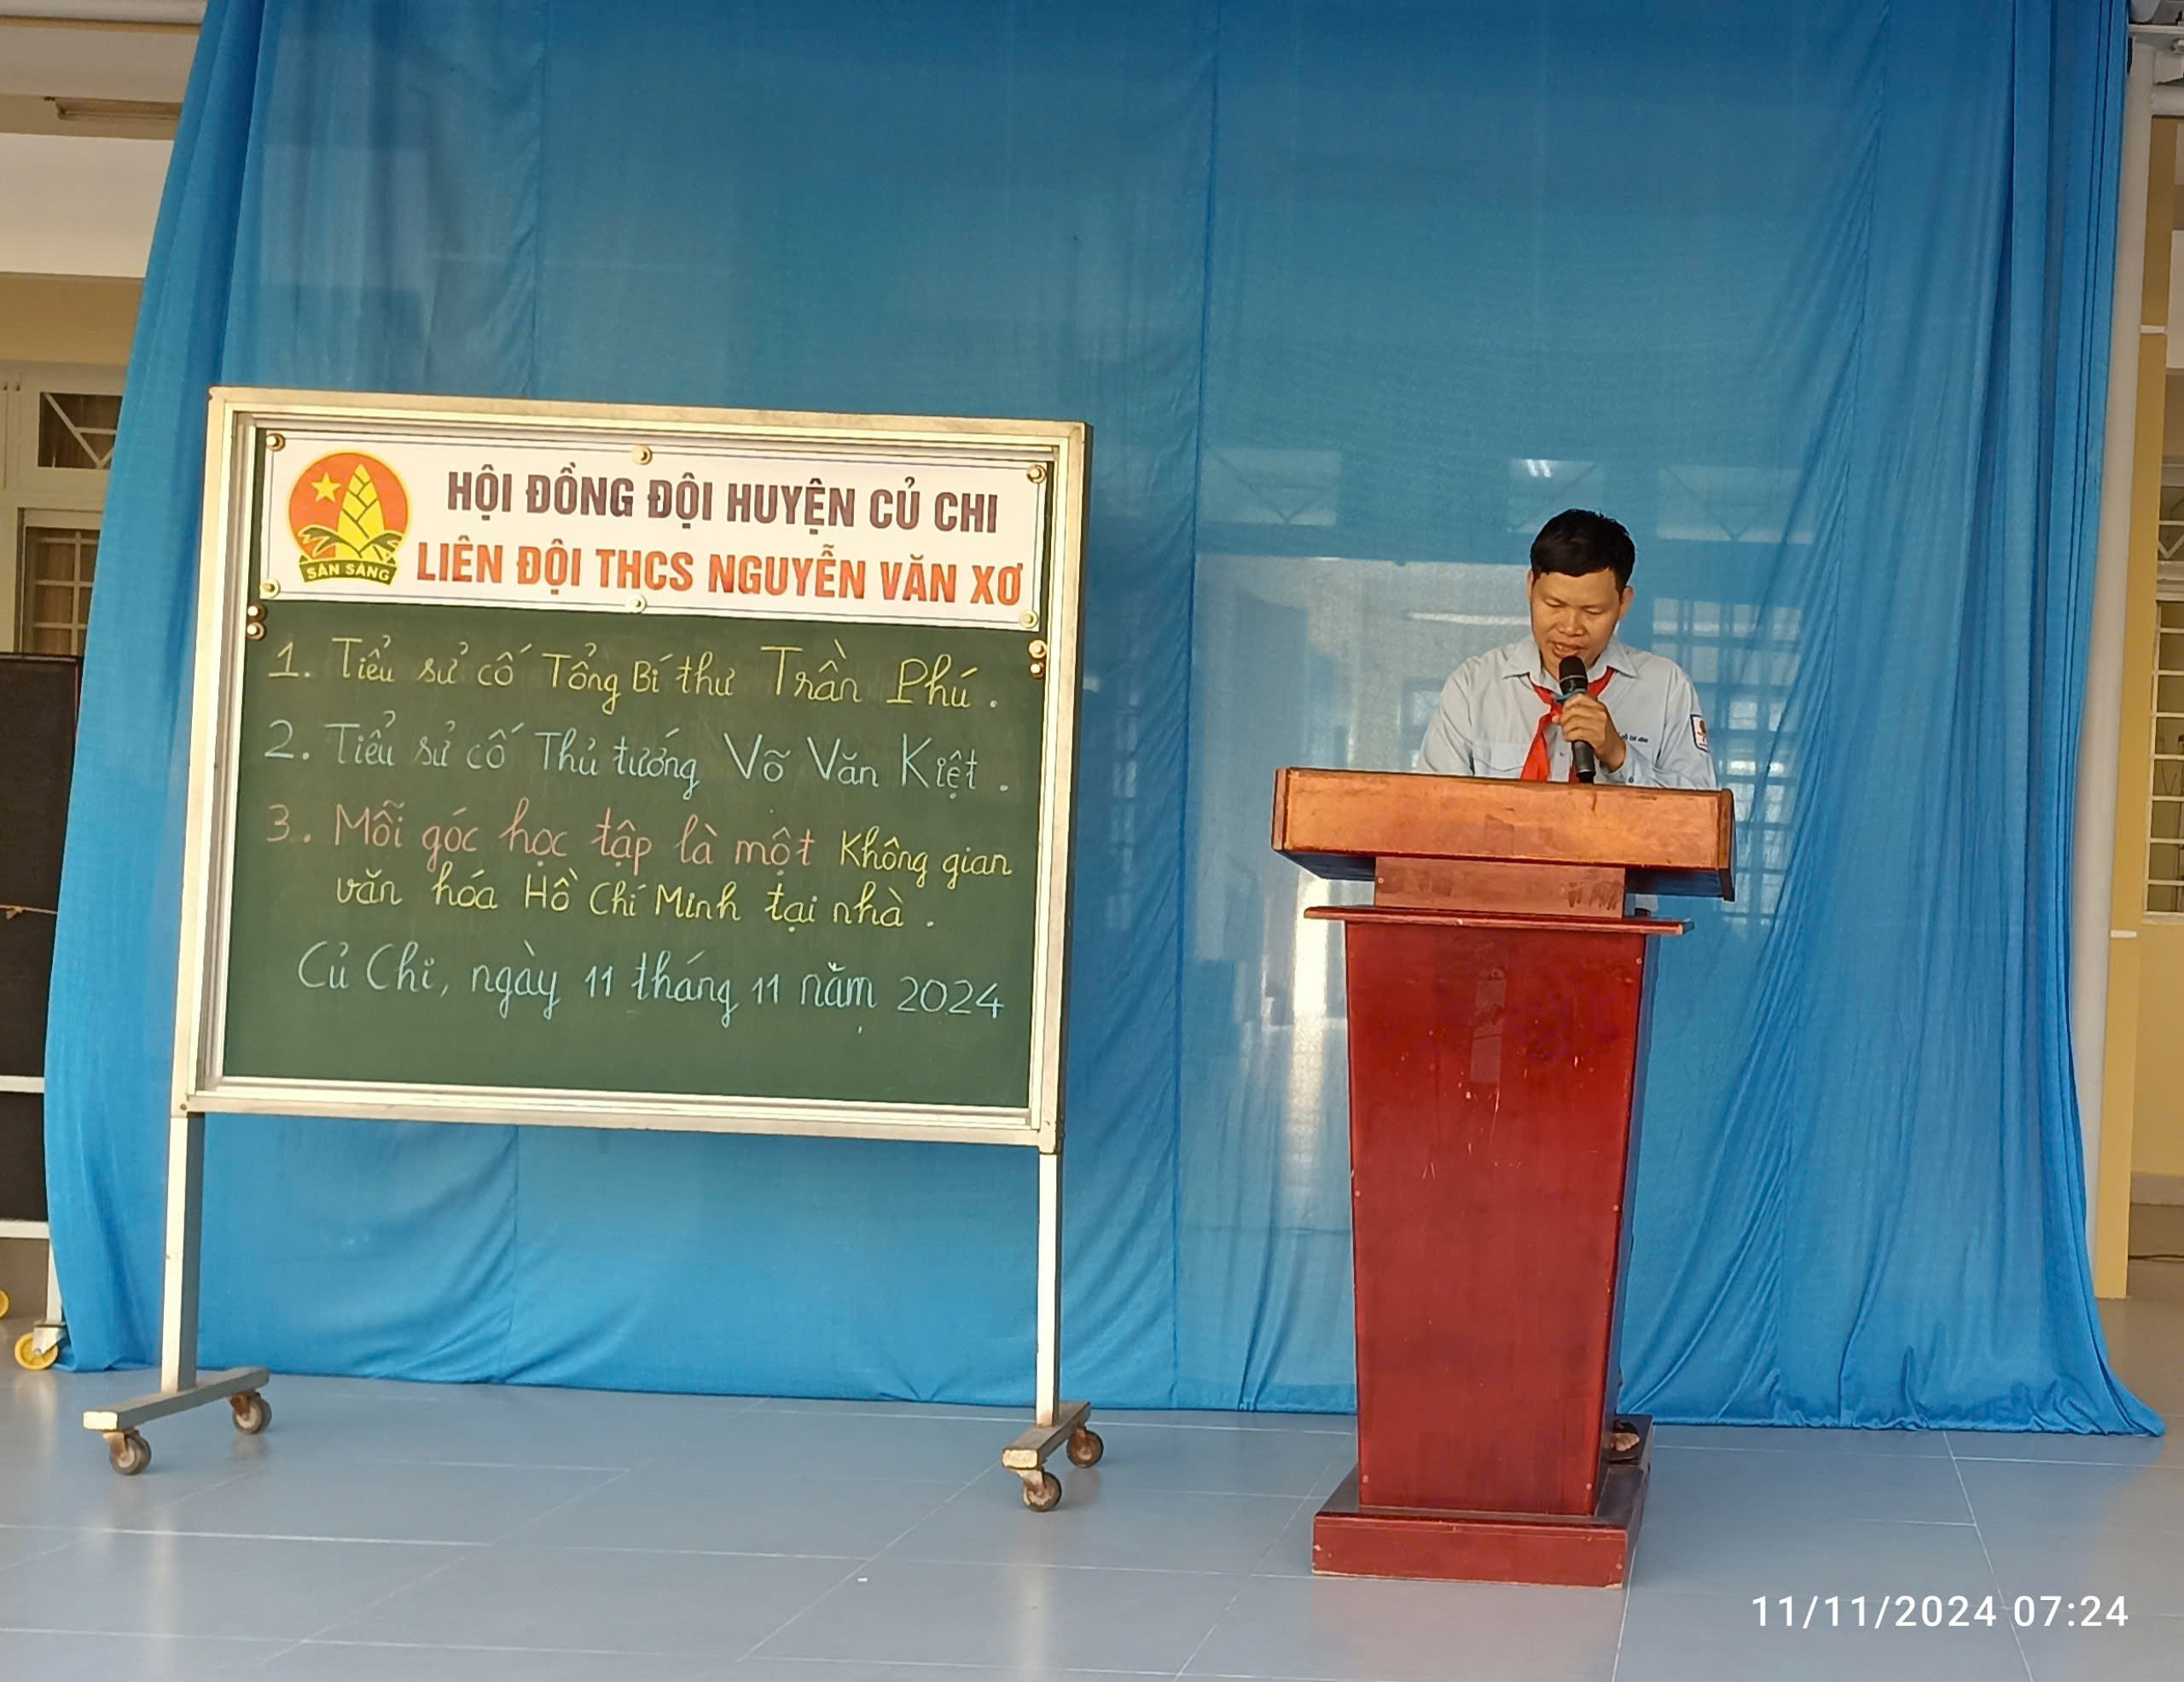 HỘI ĐỒNG ĐỘI HUYỆN CỦ CHI
LIÊN ĐỘI THCS NGUYỄN VĂN XƠ
SẴN SÀNG
1. Tiểu sử cố Tổng Bí thư Trần Phú.
2. Tiểu sử cố Thủ tướng Võ Văn Kiệt.
3. Mỗi góc học tập là một Không gian
văn hóa Hồ Chí Minh tại nhà.
Củ Chi, ngày 11 tháng 11 năm 2024
11/11/2024 07:24